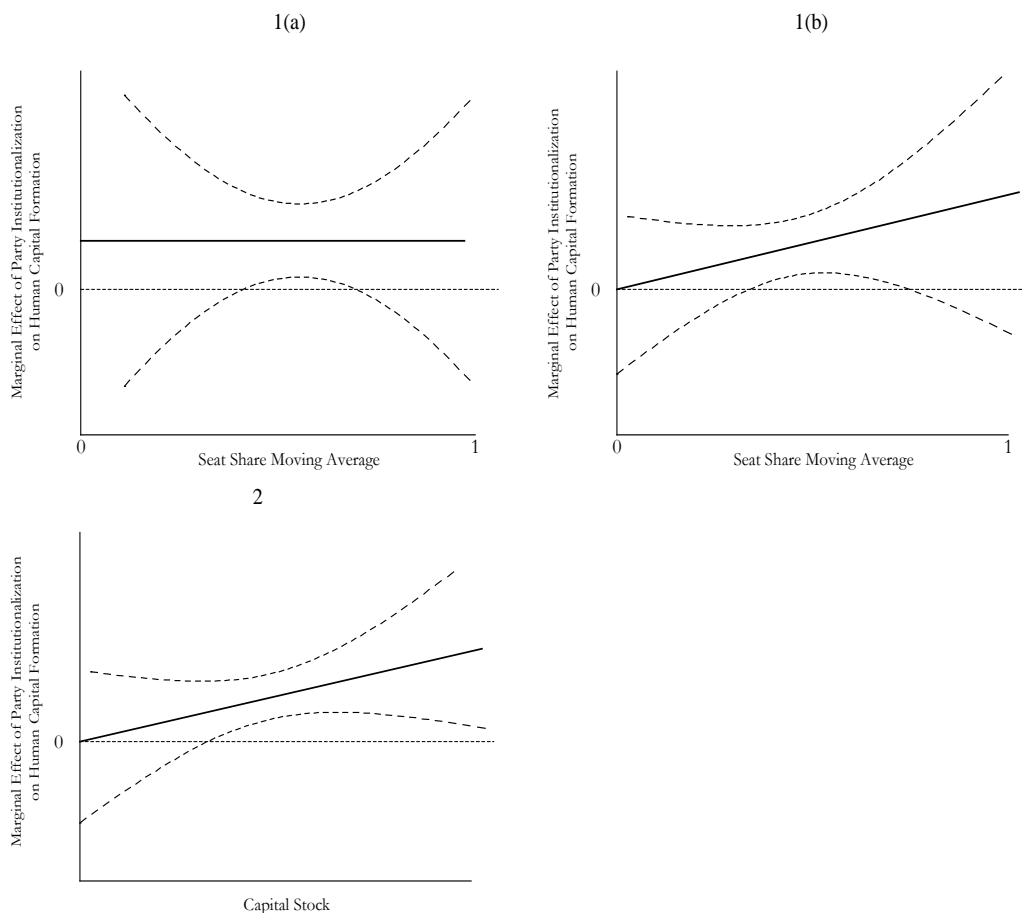 1(a)
Marginal Effect of Party Institutionalization
on Human Capital Formation
0
0
1
Seat Share Moving Average
1(b)
Marginal Effect of Party Institutionalization
on Human Capital Formation
0
0
1
Seat Share Moving Average
2
Marginal Effect of Party Institutionalization
on Human Capital Formation
0
Capital Stock